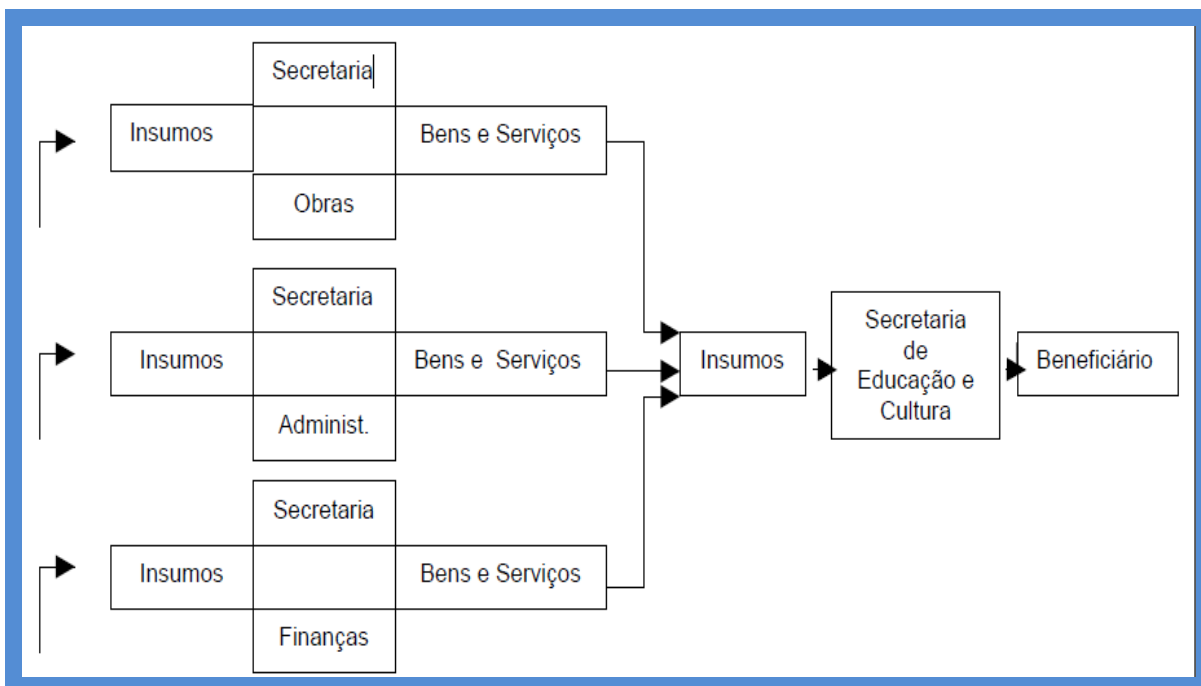 Secretaria
Insumos
Bens e Serviços
Obras
Secretaria
Insumos
Bens e Serviços
Administ.
Secretaria
Insumos
Bens e Serviços
Finanças
Insumos
Secretaria
de
Educação e
Cultura
Beneficiário